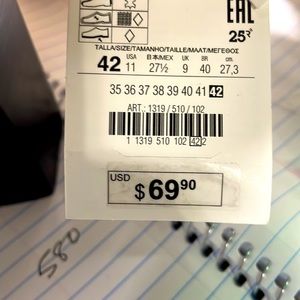 EAC
25
TALLA/SIZE/TAMANHO/TAILLE/MAAT/ΜΕΓΕΘΟΣ
42 USA 11 日本/MEX 27½ UK 9 BR 40 cm. 27,3
35 36 37 38 39 40 41 42
ART.: 1319 / 510 / 102
1 1319 510 102 42 2
USD
$ 69 90
580